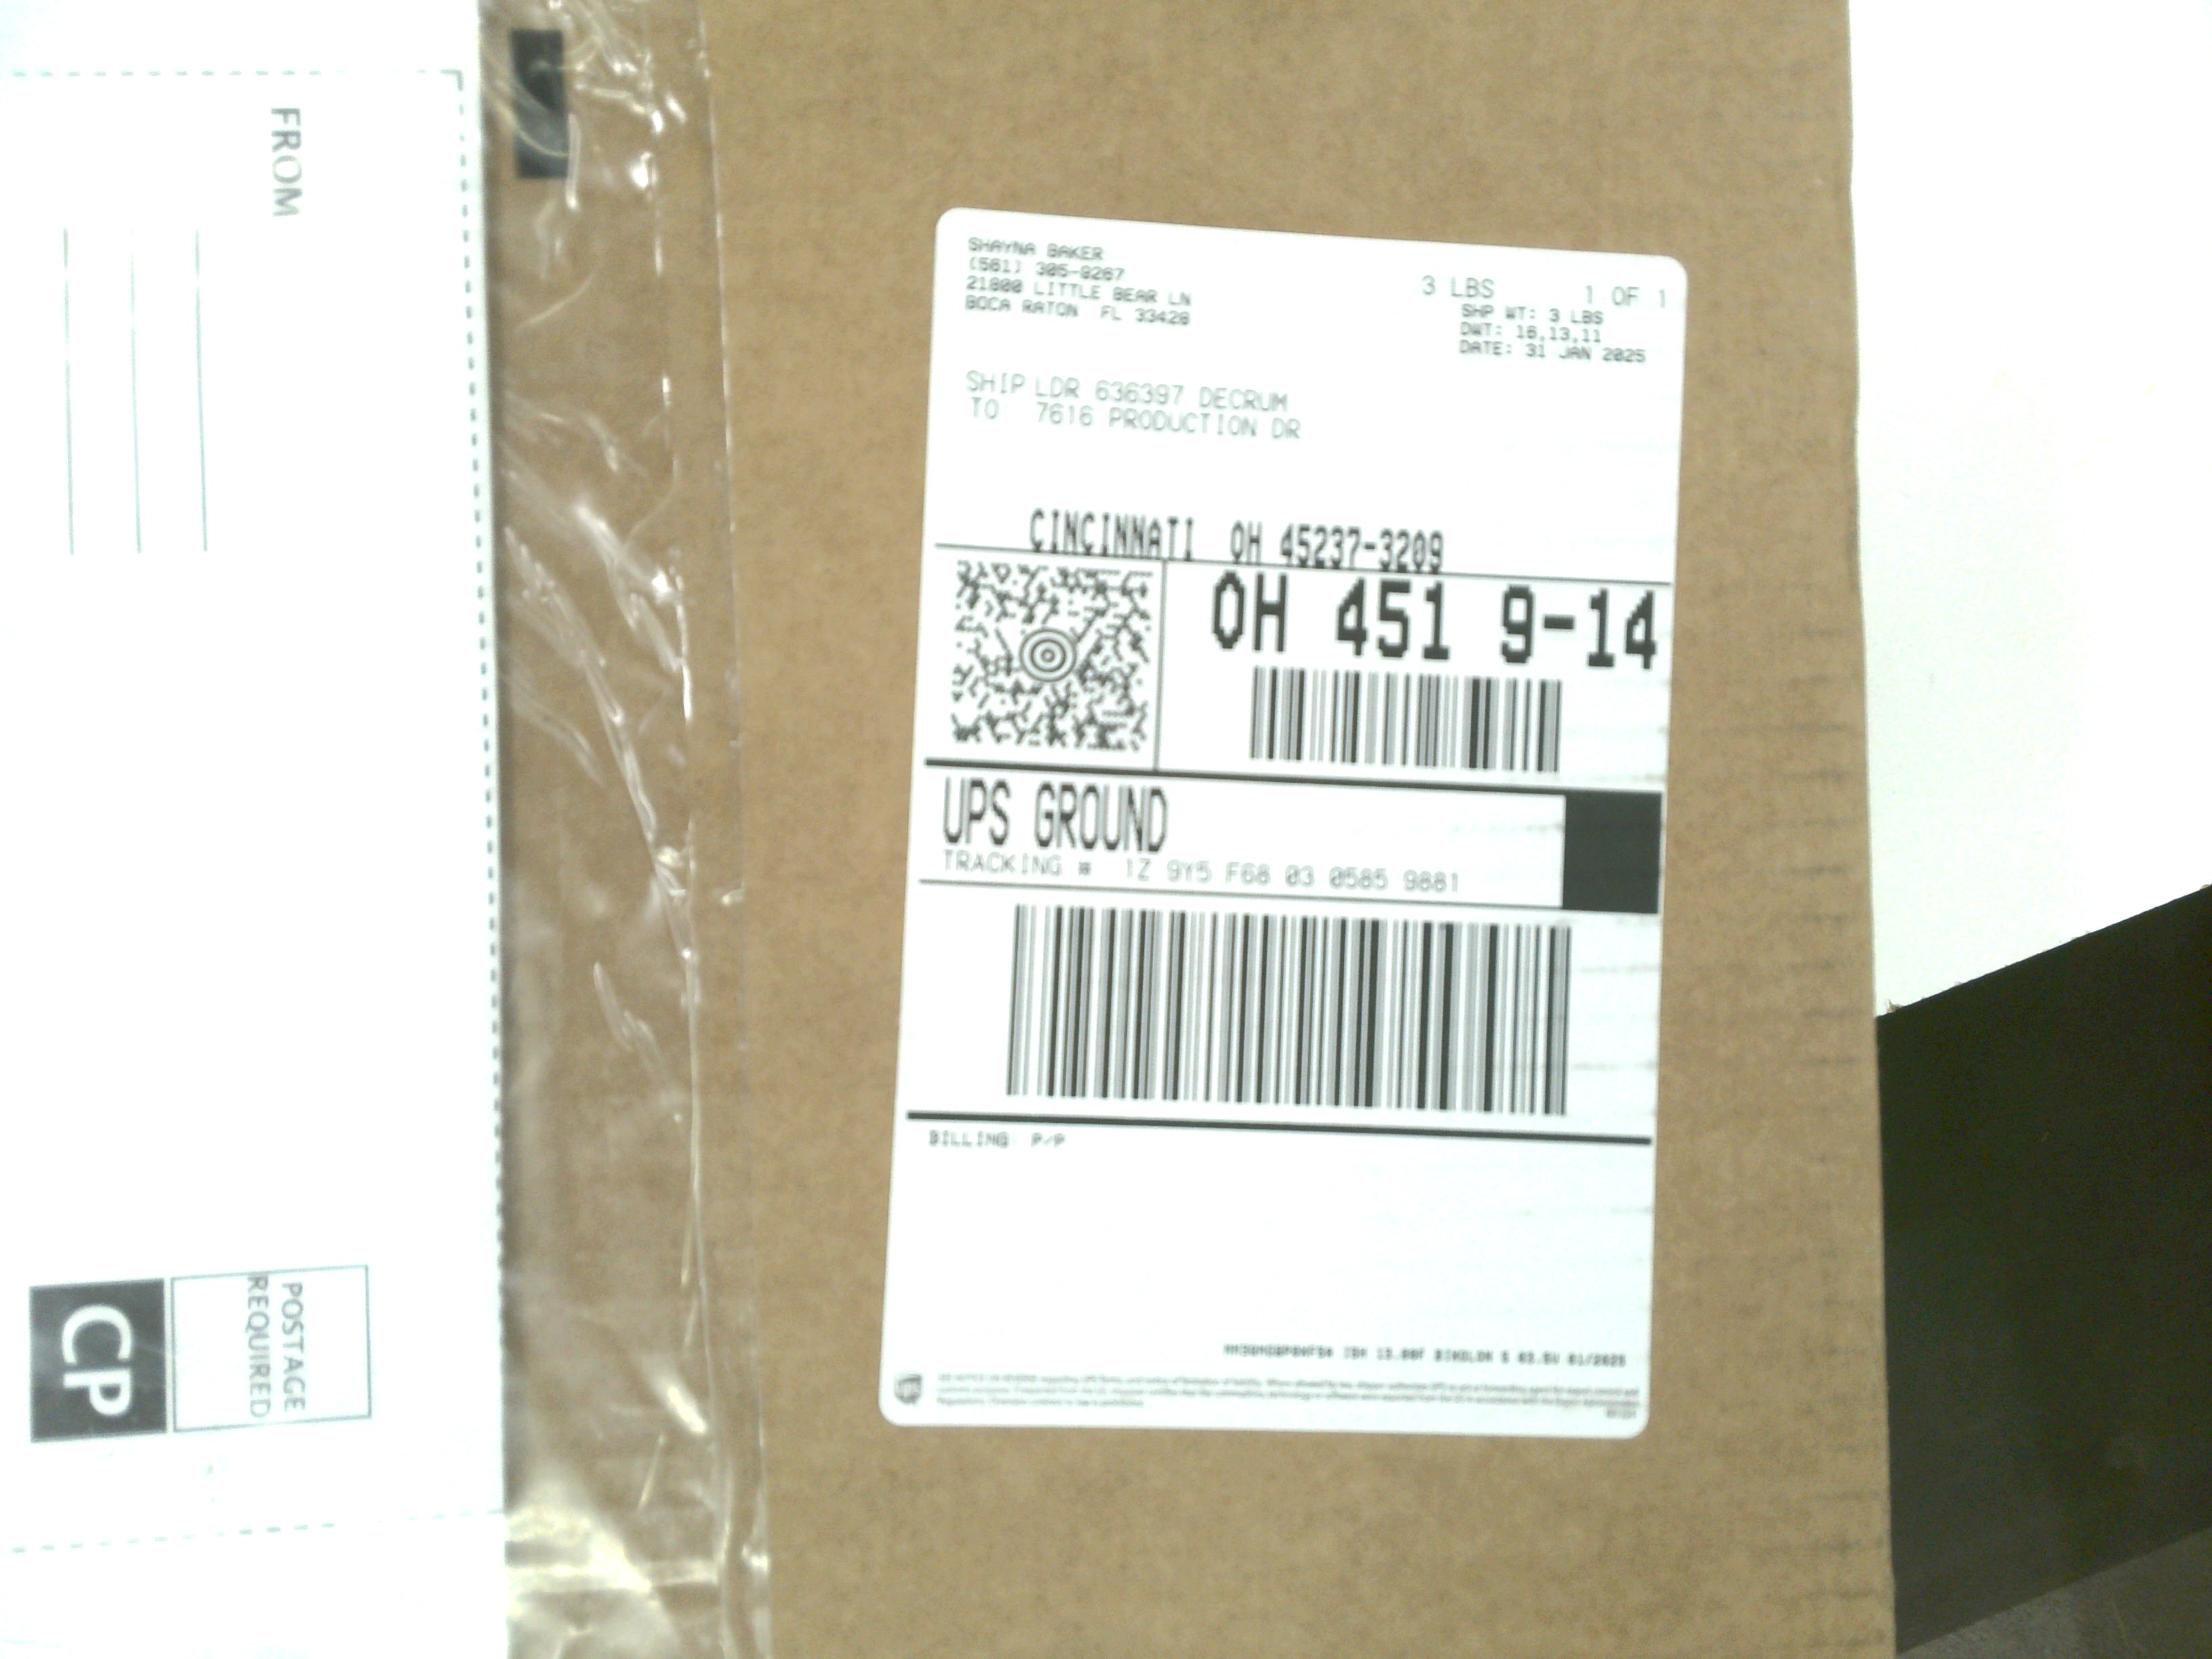 FROM
POSTAGE
REQUIRED
CP
SHAYNA BAKER
(561) 305-9267
21800 LITTLE BEAR LN
BOCA RATON FL 33428
3 LBS 1 OF 1
SHP WT: 3 LBS
DWT: 16,13,11
DATE: 31 JAN 2025
SHIP LDR 636397 DECRUM
TO 7616 PRODUCTION DR
CINCINNATI OH 45237-3209
OH 451 9-14
UPS GROUND
TRACKING # 1Z 9Y5 F68 03 0585 9881
BILLING: P/P
01/2025